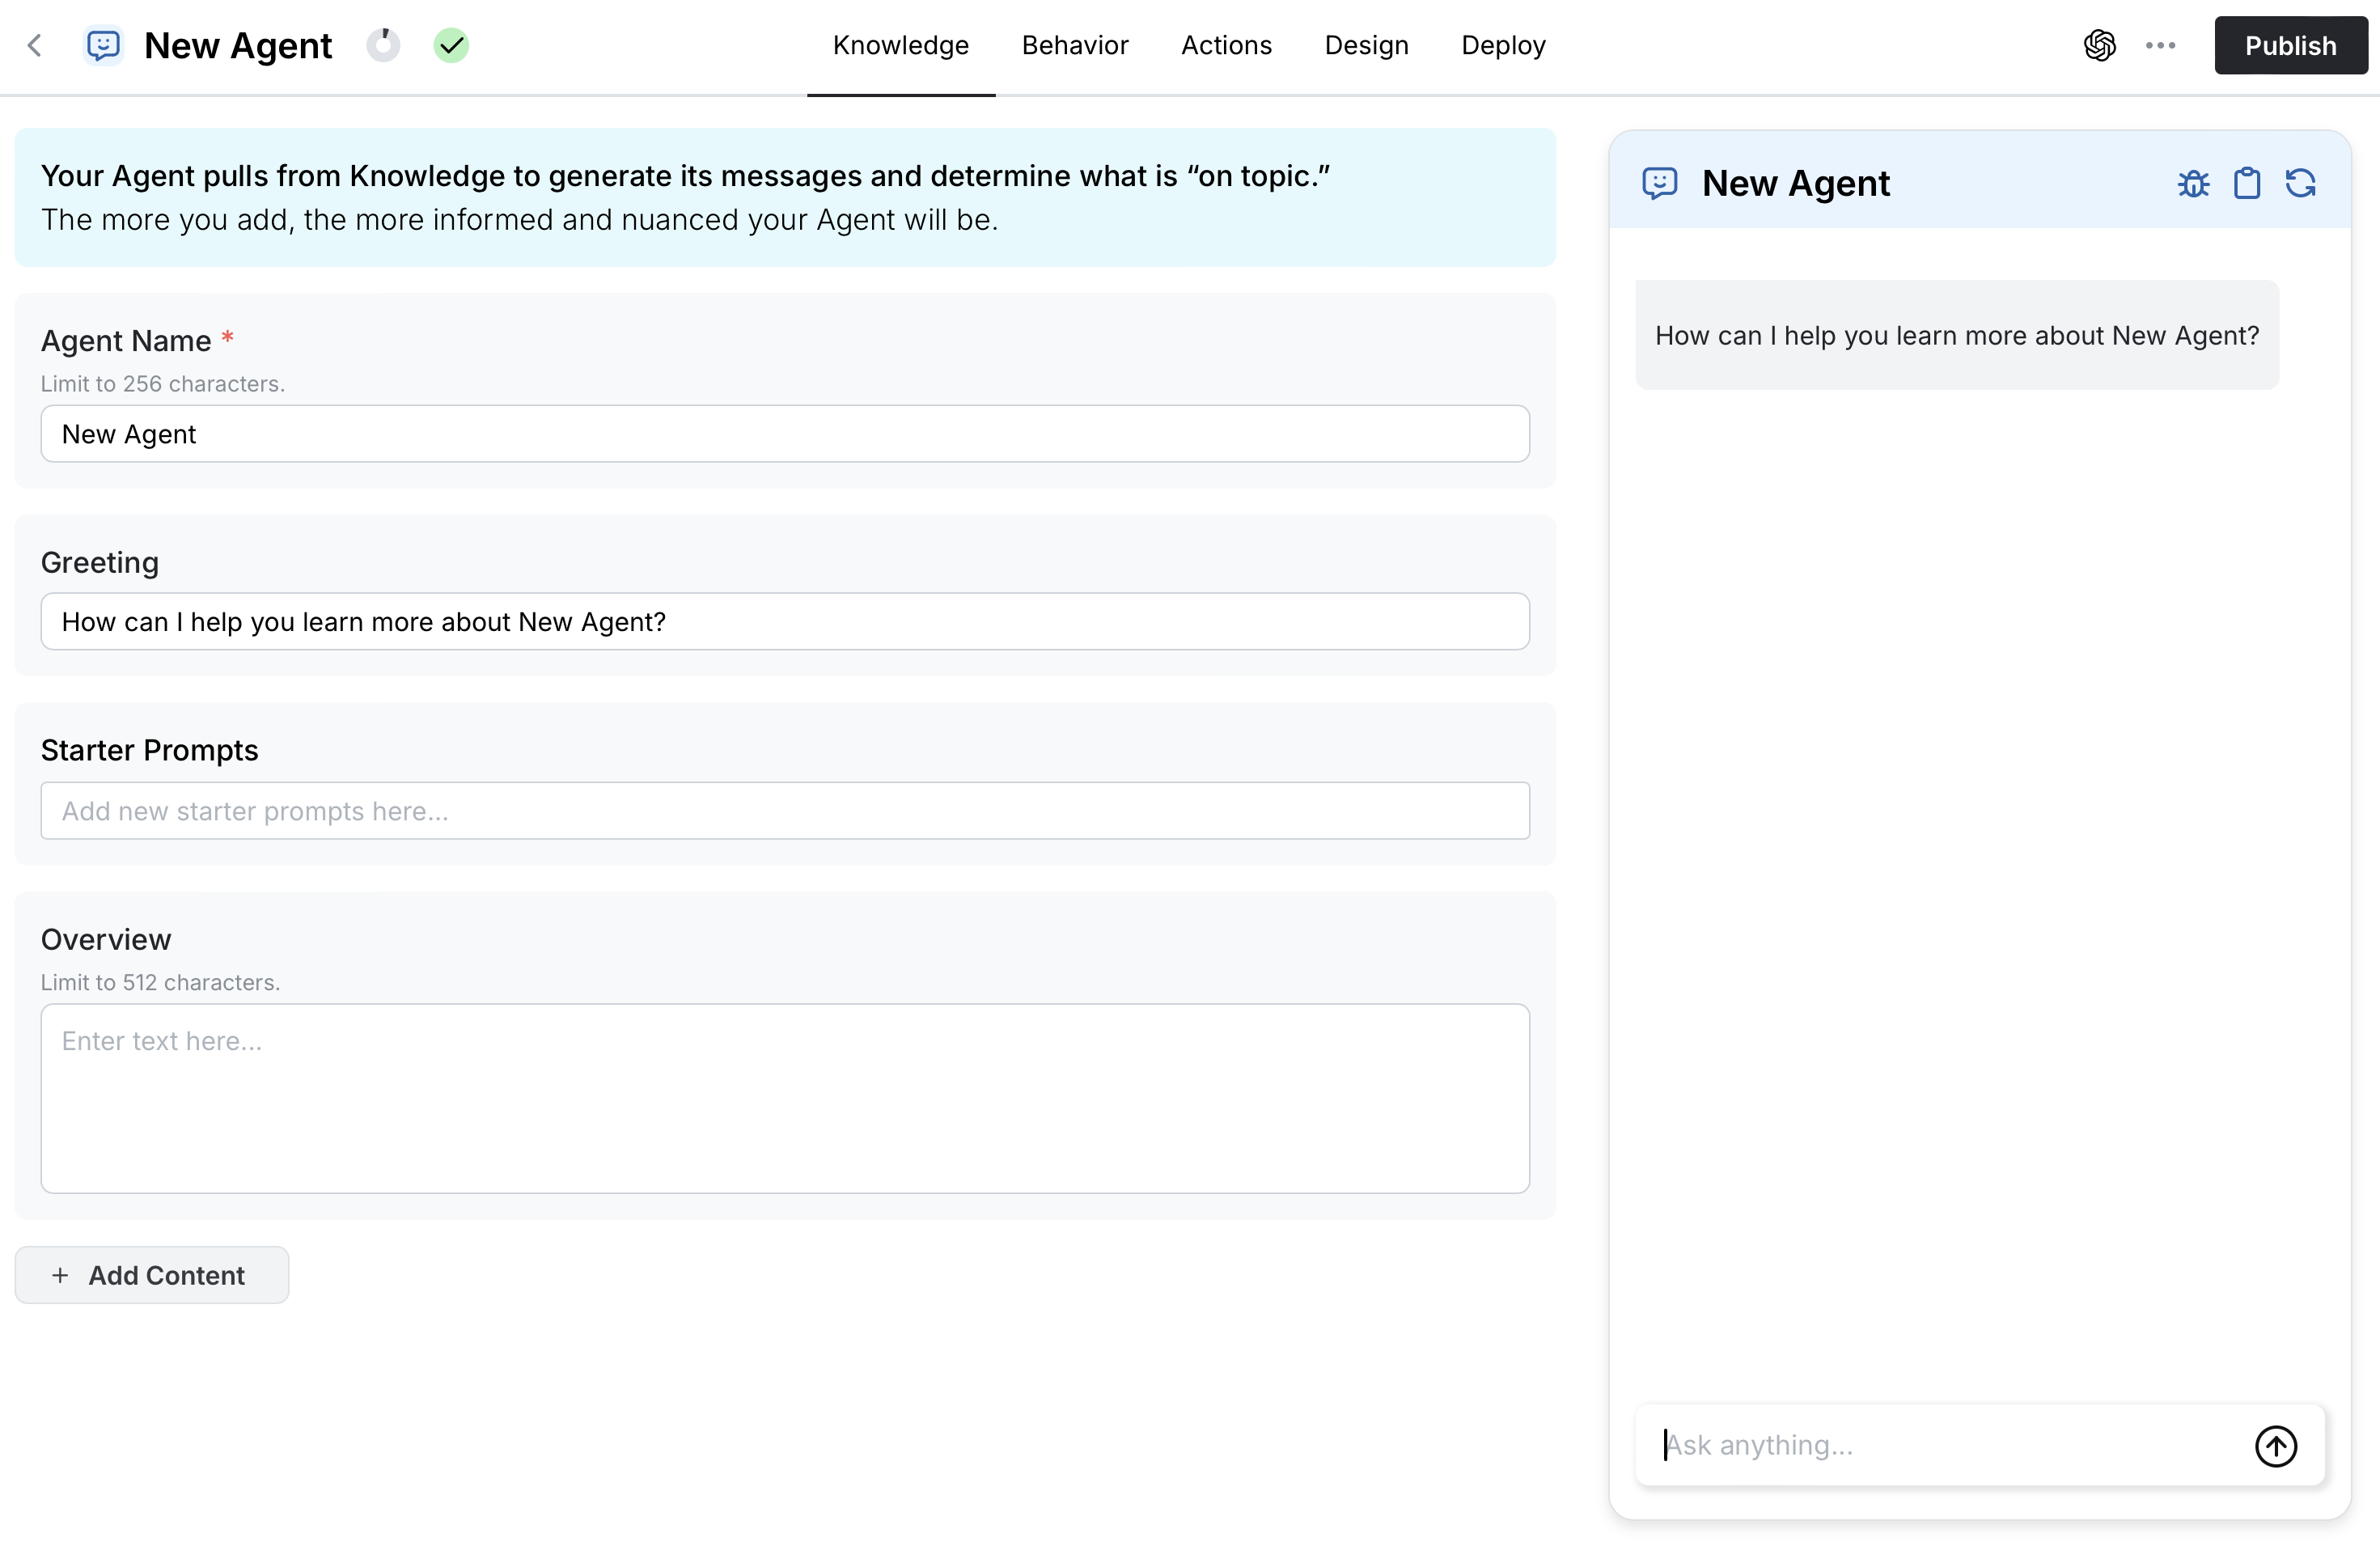 New Agent
Knowledge
Behavior
Actions
Design
Deploy
Publish
Your Agent pulls from Knowledge to generate its messages and determine what is “on topic.”
The more you add, the more informed and nuanced your Agent will be.
Agent Name *
Limit to 256 characters.
New Agent
Greeting
How can I help you learn more about New Agent?
Starter Prompts
Add new starter prompts here...
Overview
Limit to 512 characters.
Enter text here...
+ Add Content
New Agent
How can I help you learn more about New Agent?
Ask anything...